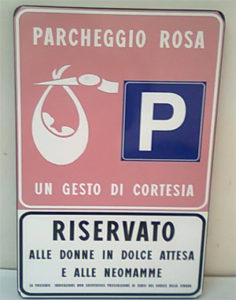 PARCHEGGIO ROSA
P
UN GESTO DI CORTESIA
RISERVATO
ALLE DONNE IN DOLCE ATTESA
E ALLE NEOMAMME